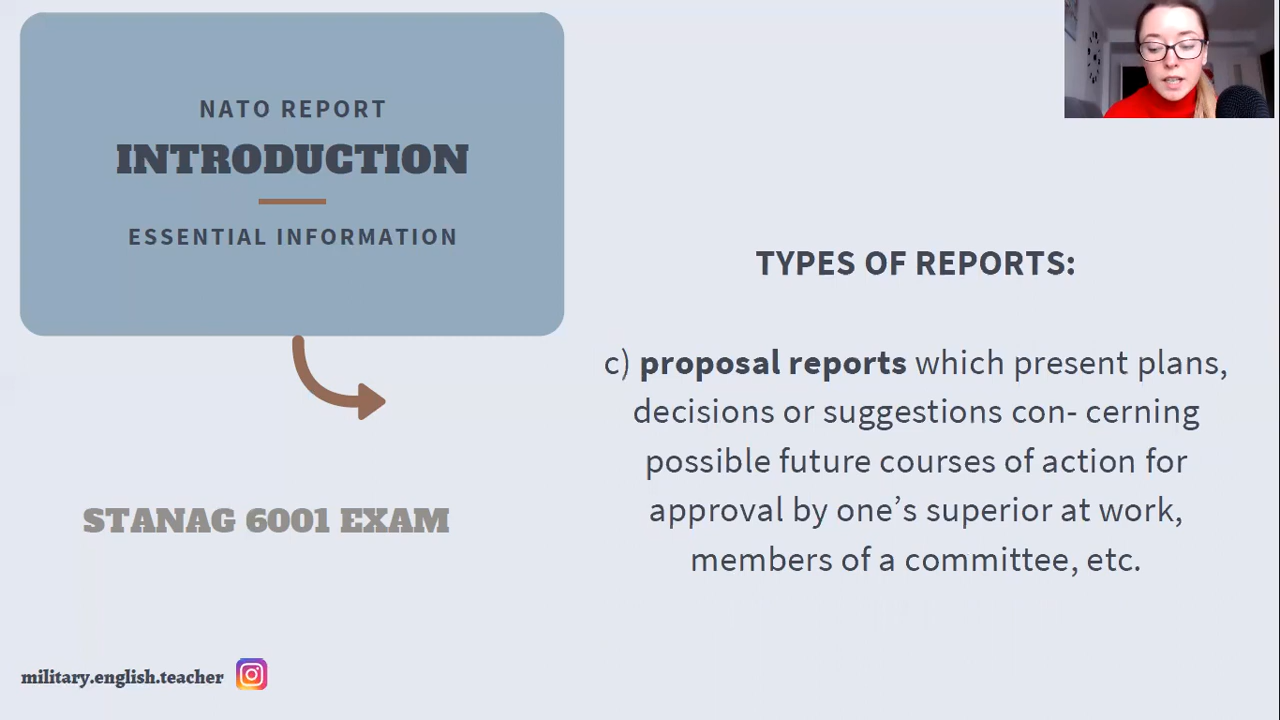 NATO REPORT
INTRODUCTION
ESSENTIAL INFORMATION
STANAG 6001 EXAM
military.english.teacher
TYPES OF REPORTS:
c) proposal reports which present plans,
decisions or suggestions con- cerning
possible future courses of action for
approval by one’s superior at work,
members of a committee, etc.